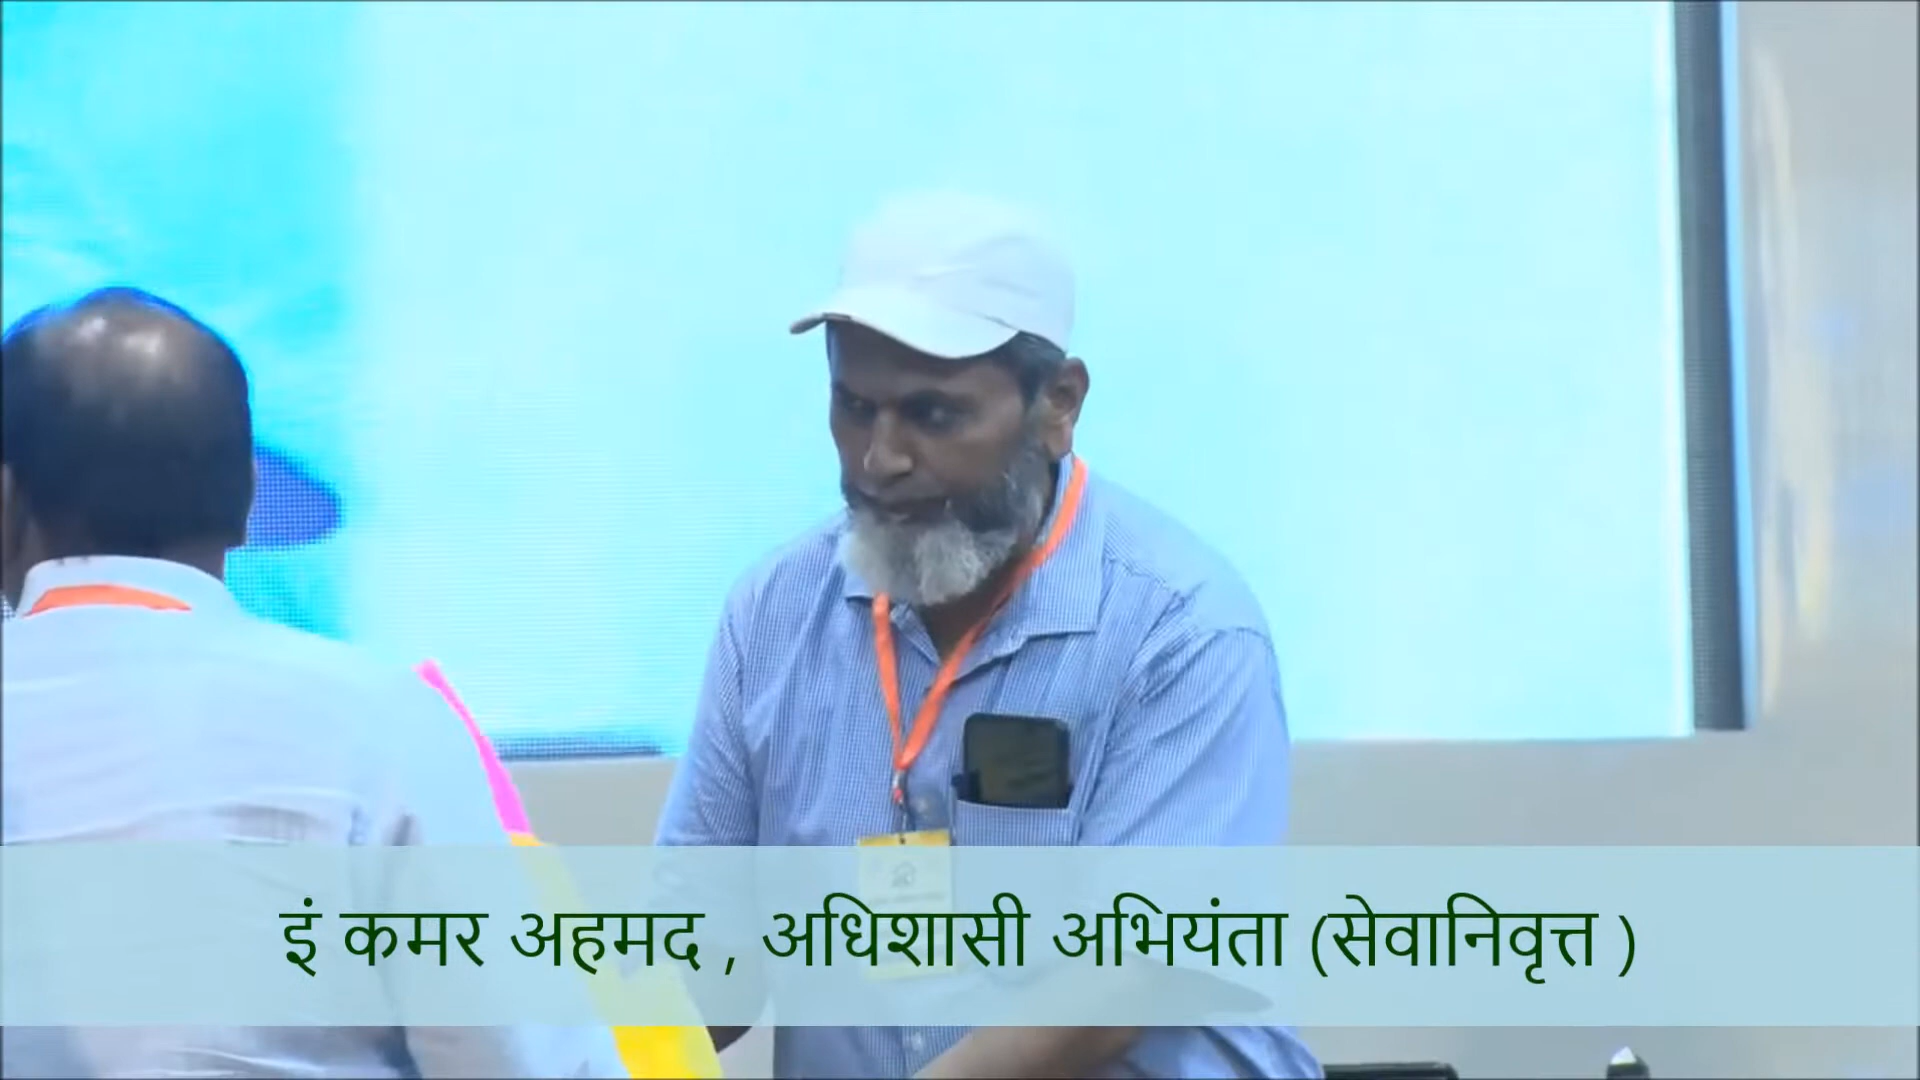 इं कमर अहमद , अधिशासी अभियंता (सेवानिवृत्त )